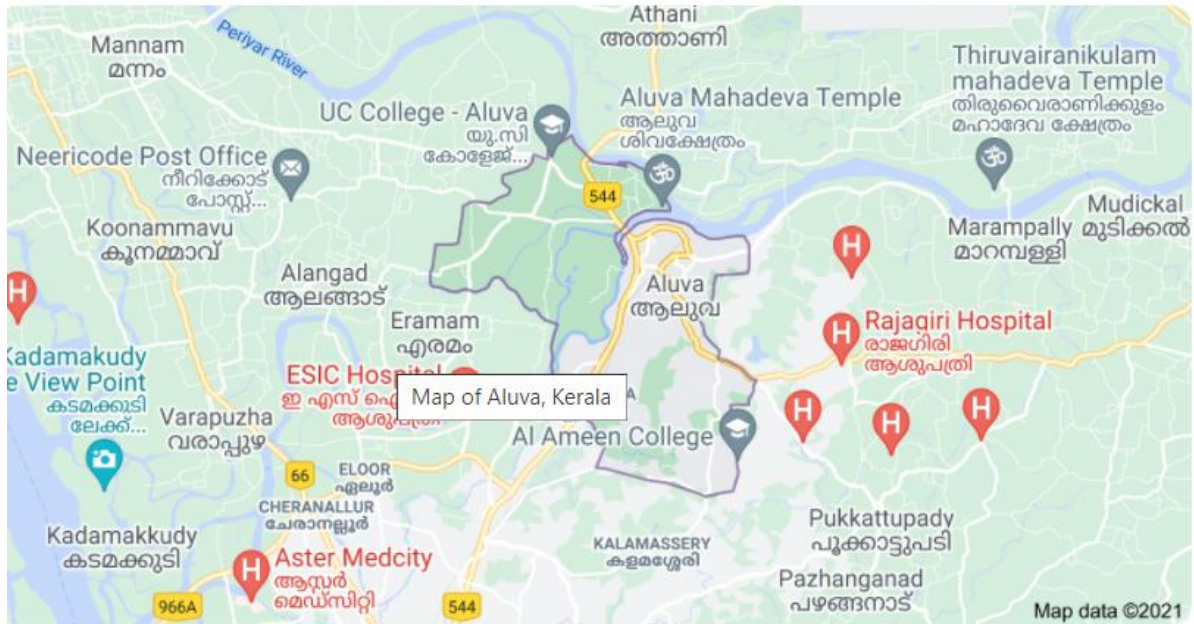 Athani
അത്താണി
Mannam
മന്നം
Periyar River
Thiruvairanikulam
mahadeva Temple
തിരുവൈരാണിക്കുളം
മഹാദേവ ക്ഷേത്രം
UC College - Aluva
യു.സി
കോളേജ്...
Aluva Mahadeva Temple
ആലുവ
ശിവക്ഷേത്രം
Neericode Post Office
നീറിക്കോട്
പോസ്റ്റ്...
544
Koonammavu
കൂനമ്മാവ്
Marampally
മാറമ്പള്ളി
Mudickal
മുടിക്കൽ
Alangad
ആലങ്ങാട്
Aluva
ആലുവ
Eramam
എരമം
Rajagiri Hospital
രാജഗിരി
ആശുപത്രി
Kadamakudy
e View Point
കടമക്കുടി
ലേക്ക്...
ESIC Hospital
ഇ എസ് ഐ
ആശുപത്രി
Map of Aluva, Kerala
A
Varapuzha
വരാപ്പുഴ
Al Ameen College
66
ELOOR
ഏലൂർ
CHERANALLUR
ചേരാനല്ലൂർ
Kadamakkudy
കടമക്കുടി
Aster Medcity
ആസ്റ്റർ
മെഡ്സിറ്റി
KALAMASSERY
കളമശ്ശേരി
Pukkattupady
പൂക്കാട്ടുപടി
Pazhanganad
പഴങ്ങനാട്
966A
544
Map data ©2021
H
H
H
H
H
H
H